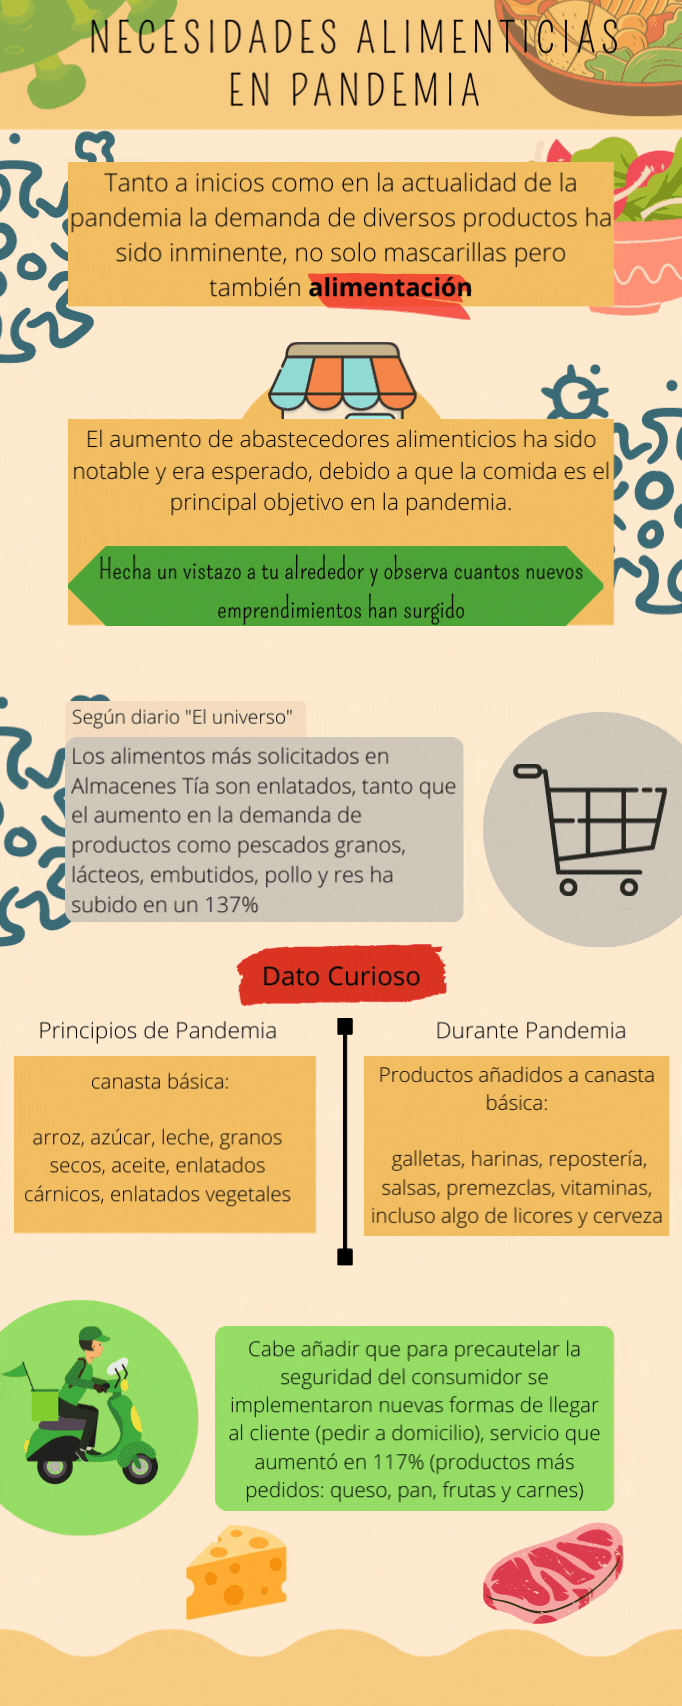 NECESIDADES ALIMENTICIAS
EN PANDEMIA
Tanto a inicios como en la actualidad de la
pandemia la demanda de diversos productos ha
sido inminente, no solo mascarillas pero
también alimentación
El aumento de abastecedores alimenticios ha sido
notable y era esperado, debido a que la comida es el
principal objetivo en la pandemia.
Hecha un vistazo a tu alrededor y observa cuantos nuevos
emprendimientos han surgido
Según diario "El universo"
Los alimentos más solicitados en
Almacenes Tía son enlatados, tanto que
el aumento en la demanda de
productos como pescados granos,
lácteos, embutidos, pollo y res ha
subido en un 137%
Dato Curioso
Principios de Pandemia
canasta básica:
arroz, azúcar, leche, granos
secos, aceite, enlatados
cárnicos, enlatados vegetales
Durante Pandemia
Productos añadidos a canasta
básica:
galletas, harinas, repostería,
salsas, premezclas, vitaminas,
incluso algo de licores y cerveza
Cabe añadir que para precautelar la
seguridad del consumidor se
implementaron nuevas formas de llegar
al cliente (pedir a domicilio), servicio que
aumentó en 117% (productos más
pedidos: queso, pan, frutas y carnes)